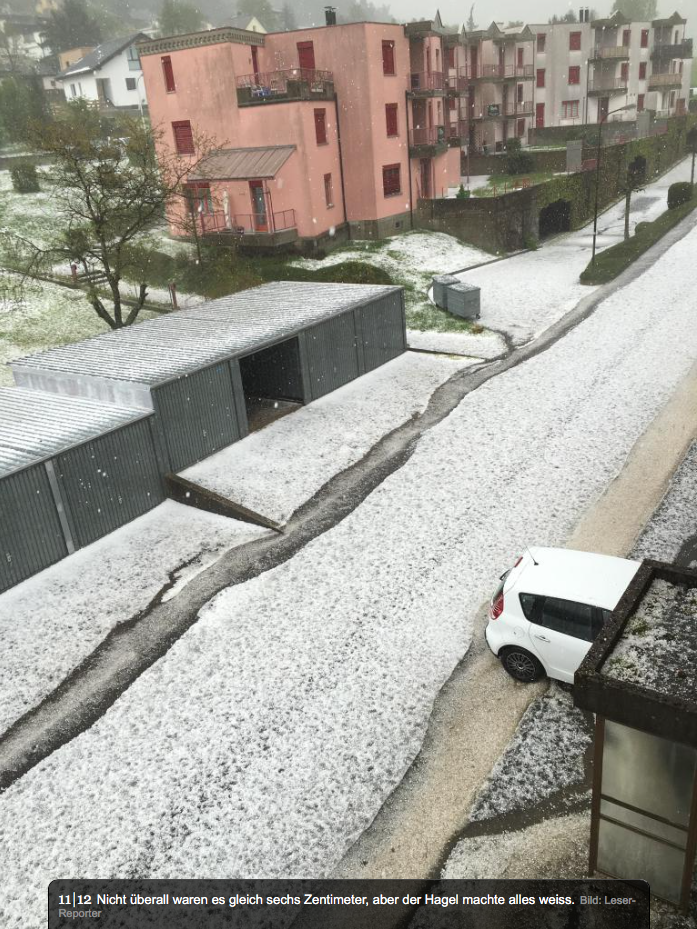 11|12 Nicht überall waren es gleich sechs Zentimeter, aber der Hagel machte alles weiss. Bild: Leser-
Reporter